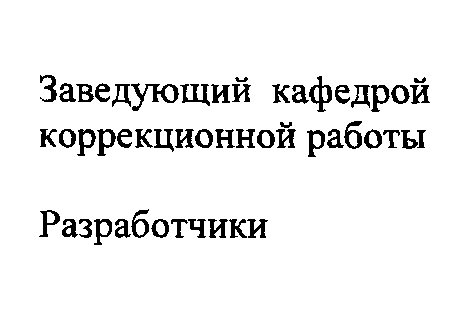 Заведующий кафедрой
коррекционной работы
Разработчики